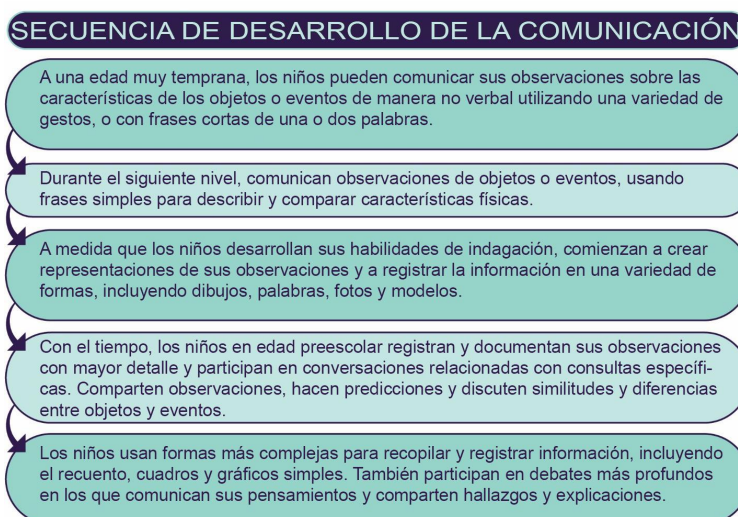 SECUENCIA DE DESARROLLO DE LA COMUNICACIÓN
A una edad muy temprana, los niños pueden comunicar sus observaciones sobre las
características de los objetos o eventos de manera no verbal utilizando una variedad de
gestos, o con frases cortas de una o dos palabras.
Durante el siguiente nivel, comunican observaciones de objetos o eventos, usando
frases simples para describir y comparar características físicas.
A medida que los niños desarrollan sus habilidades de indagación, comienzan a crear
representaciones de sus observaciones y a registrar la información en una variedad de
formas, incluyendo dibujos, palabras, fotos y modelos.
Con el tiempo, los niños en edad preescolar registran y documentan sus observaciones
con mayor detalle y participan en conversaciones relacionadas con consultas específi-
cas. Comparten observaciones, hacen predicciones y discuten similitudes y diferencias
entre objetos y eventos.
Los niños usan formas más complejas para recopilar y registrar información, incluyendo
el recuento, cuadros y gráficos simples. También participan en debates más profundos
en los que comunican sus pensamientos y comparten hallazgos y explicaciones.